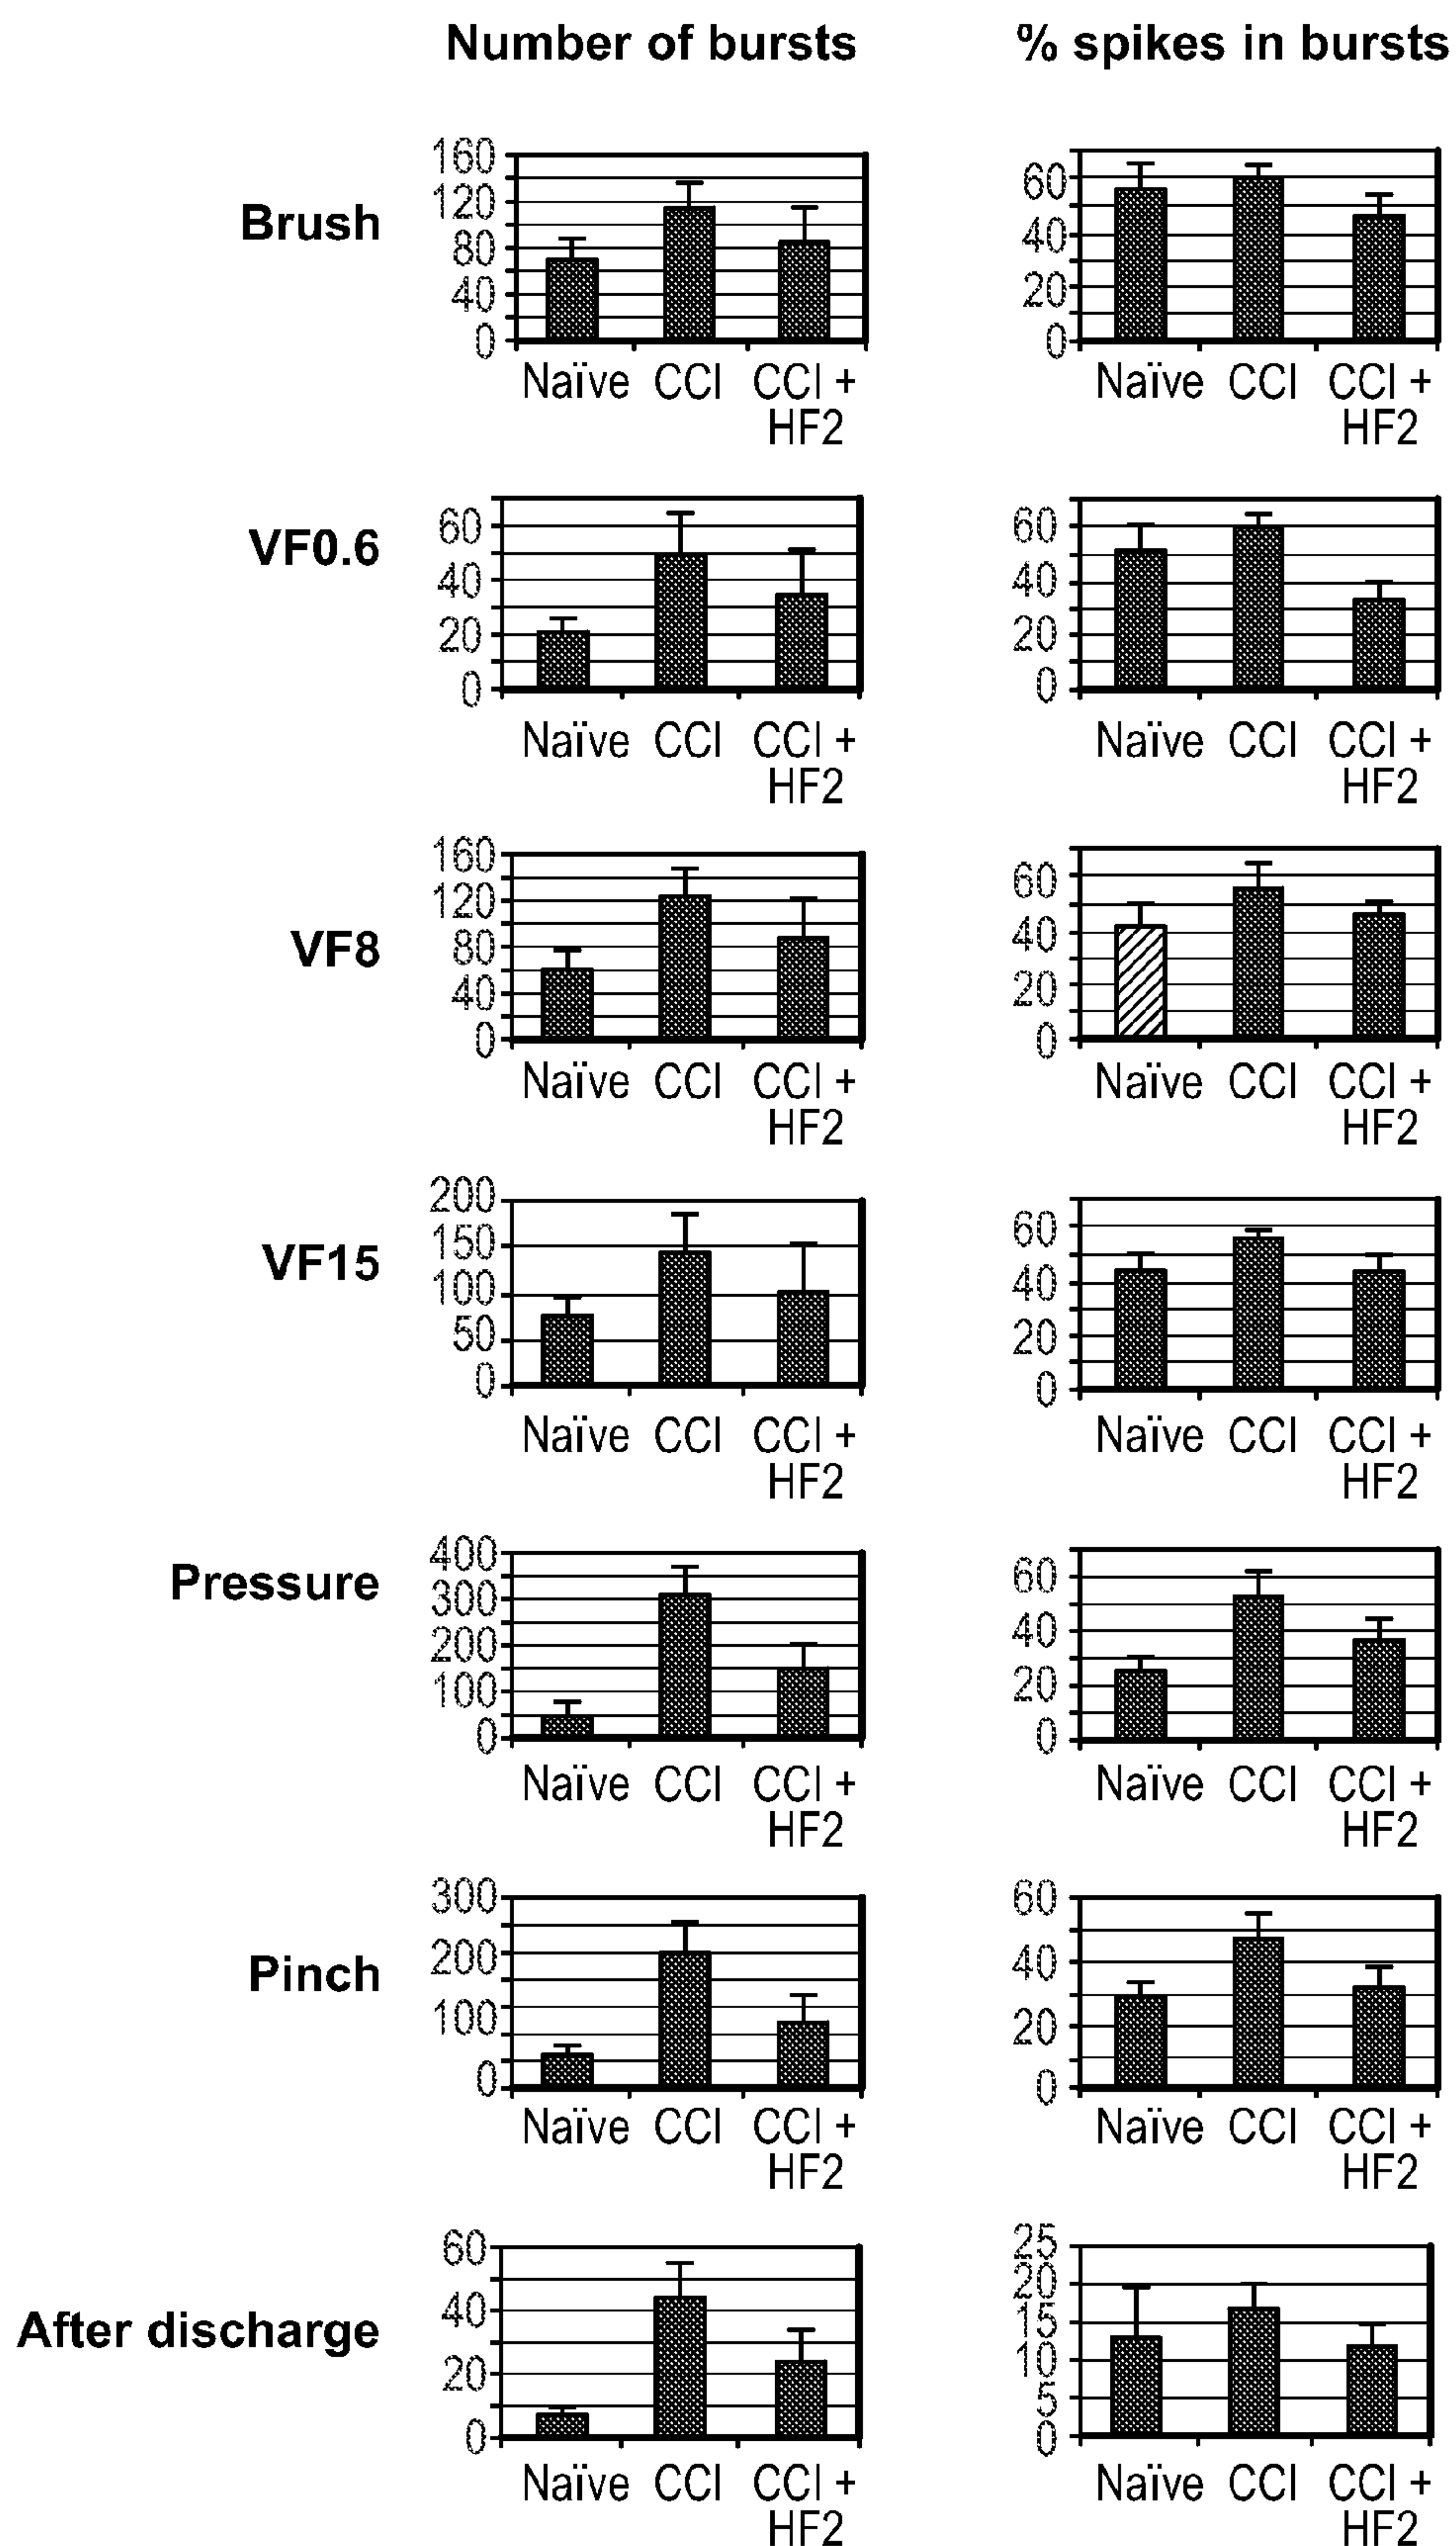 Number of bursts % spikes in bursts
Brush
160
120
80
40
0
Naïve CCI CCI +
HF2
60
40
20
0
Naïve CCI CCI +
HF2
VF0.6
60
40
20
0
Naïve CCI CCI +
HF2
60
40
20
0
Naïve CCI CCI +
HF2
VF8
160
120
80
40
0
Naïve CCI CCI +
HF2
60
40
20
0
Naïve CCI CCI +
HF2
VF15
200
150
100
50
0
Naïve CCI CCI +
HF2
60
40
20
0
Naïve CCI CCI +
HF2
Pressure
400
300
200
100
0
Naïve CCI CCI +
HF2
60
40
20
0
Naïve CCI CCI +
HF2
Pinch
300
200
100
0
Naïve CCI CCI +
HF2
60
40
20
0
Naïve CCI CCI +
HF2
After discharge
60
40
20
0
Naïve CCI CCI +
HF2
25
20
15
10
5
0
Naïve CCI CCI +
HF2